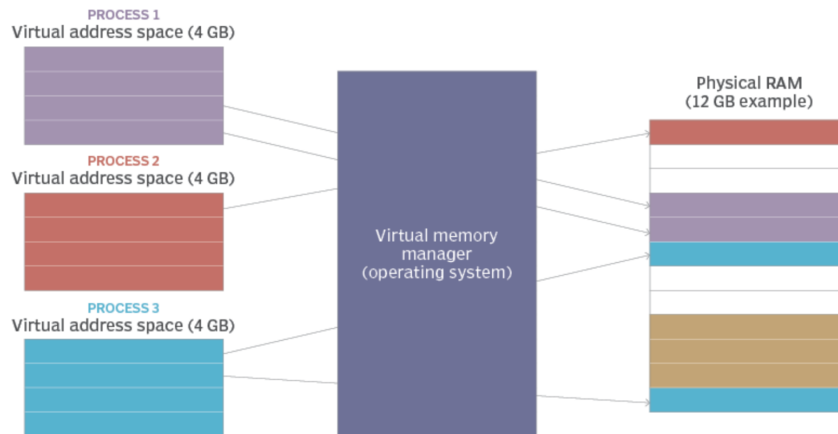 PROCESS 1
Virtual address space (4 GB)
PROCESS 2
Virtual address space (4 GB)
PROCESS 3
Virtual address space (4 GB)
Virtual memory
manager
(operating system)
Physical RAM
(12 GB example)